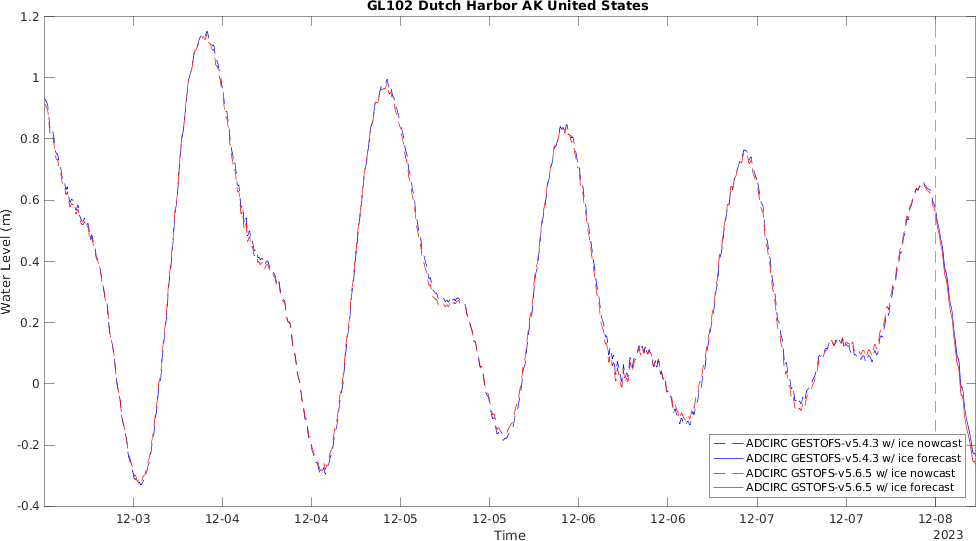 GL102 Dutch Harbor AK United States
1.2
1
0.8
0.6
0.4
0.2
0
-0.2
-0.4
Water Level (m)
12-03 12-04 12-04 12-05 12-05 12-06 12-06 12-07 12-07 12-08
Time
2023
ADCIRC GESTOFS-v5.4.3 w/ ice nowcast
ADCIRC GESTOFS-v5.4.3 w/ ice forecast
ADCIRC GSTOFS-v5.6.5 w/ ice nowcast
ADCIRC GSTOFS-v5.6.5 w/ ice forecast